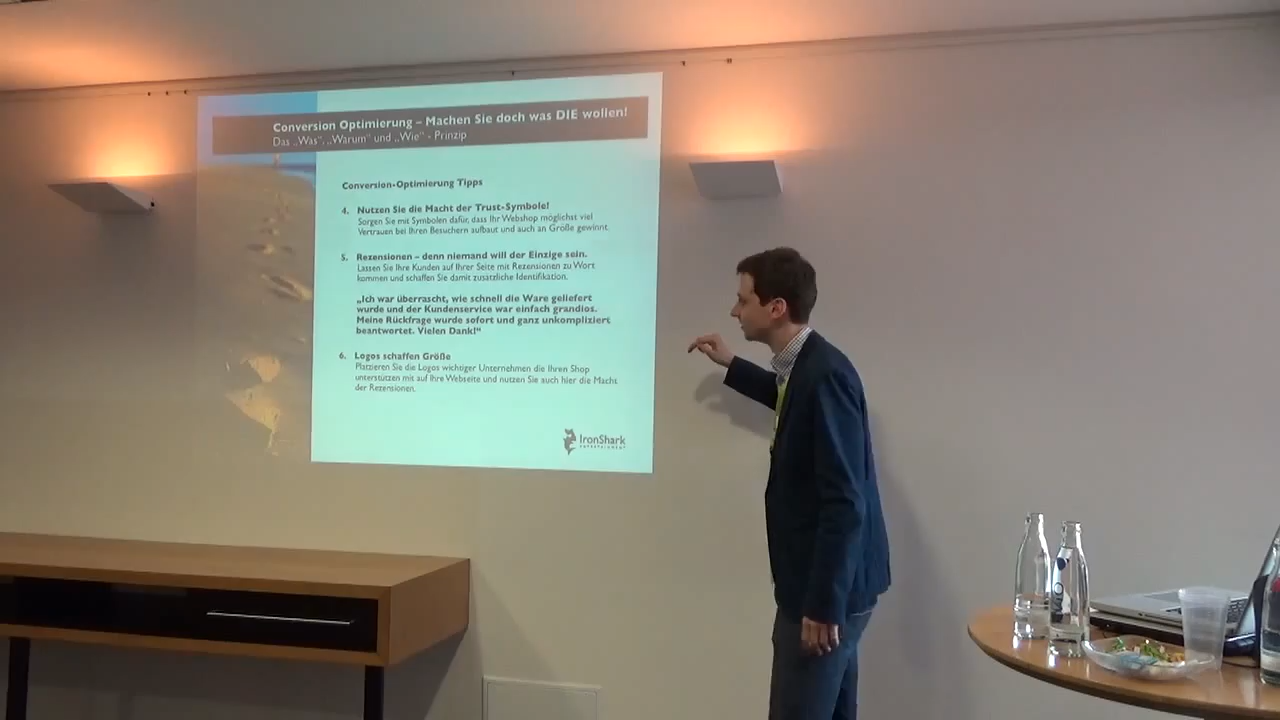 Conversion Optimierung – Machen Sie doch was DIE wollen!
Das „Was“, „Warum“ und „Wie“ - Prinzip
Conversion-Optimierung Tipps
4. Nutzen Sie die Macht der Trust-Symbole!
Sorgen Sie mit Symbolen dafür, dass Ihr Webshop möglichst viel
Vertrauen bei Ihren Besuchern aufbaut und auch an Größe gewinnt.
5. Rezensionen – denn niemand will der Einzige sein.
Lassen Sie Ihre Kunden auf Ihrer Seite mit Rezensionen zu Wort
kommen und schaffen Sie damit zusätzliche Identifikation.
„Ich war überrascht, wie schnell die Ware geliefert
wurde und der Kundenservice war einfach grandios.
Meine Rückfrage wurde sofort und ganz unkompliziert
beantwortet. Vielen Dank!“
6. Logos schaffen Größe
Platzieren Sie die Logos wichtiger Unternehmen die Ihren Shop
unterstützen mit auf Ihre Webseite und nutzen Sie auch hier die Macht
der Rezensionen.
IronShark
ENTERTAINMENT